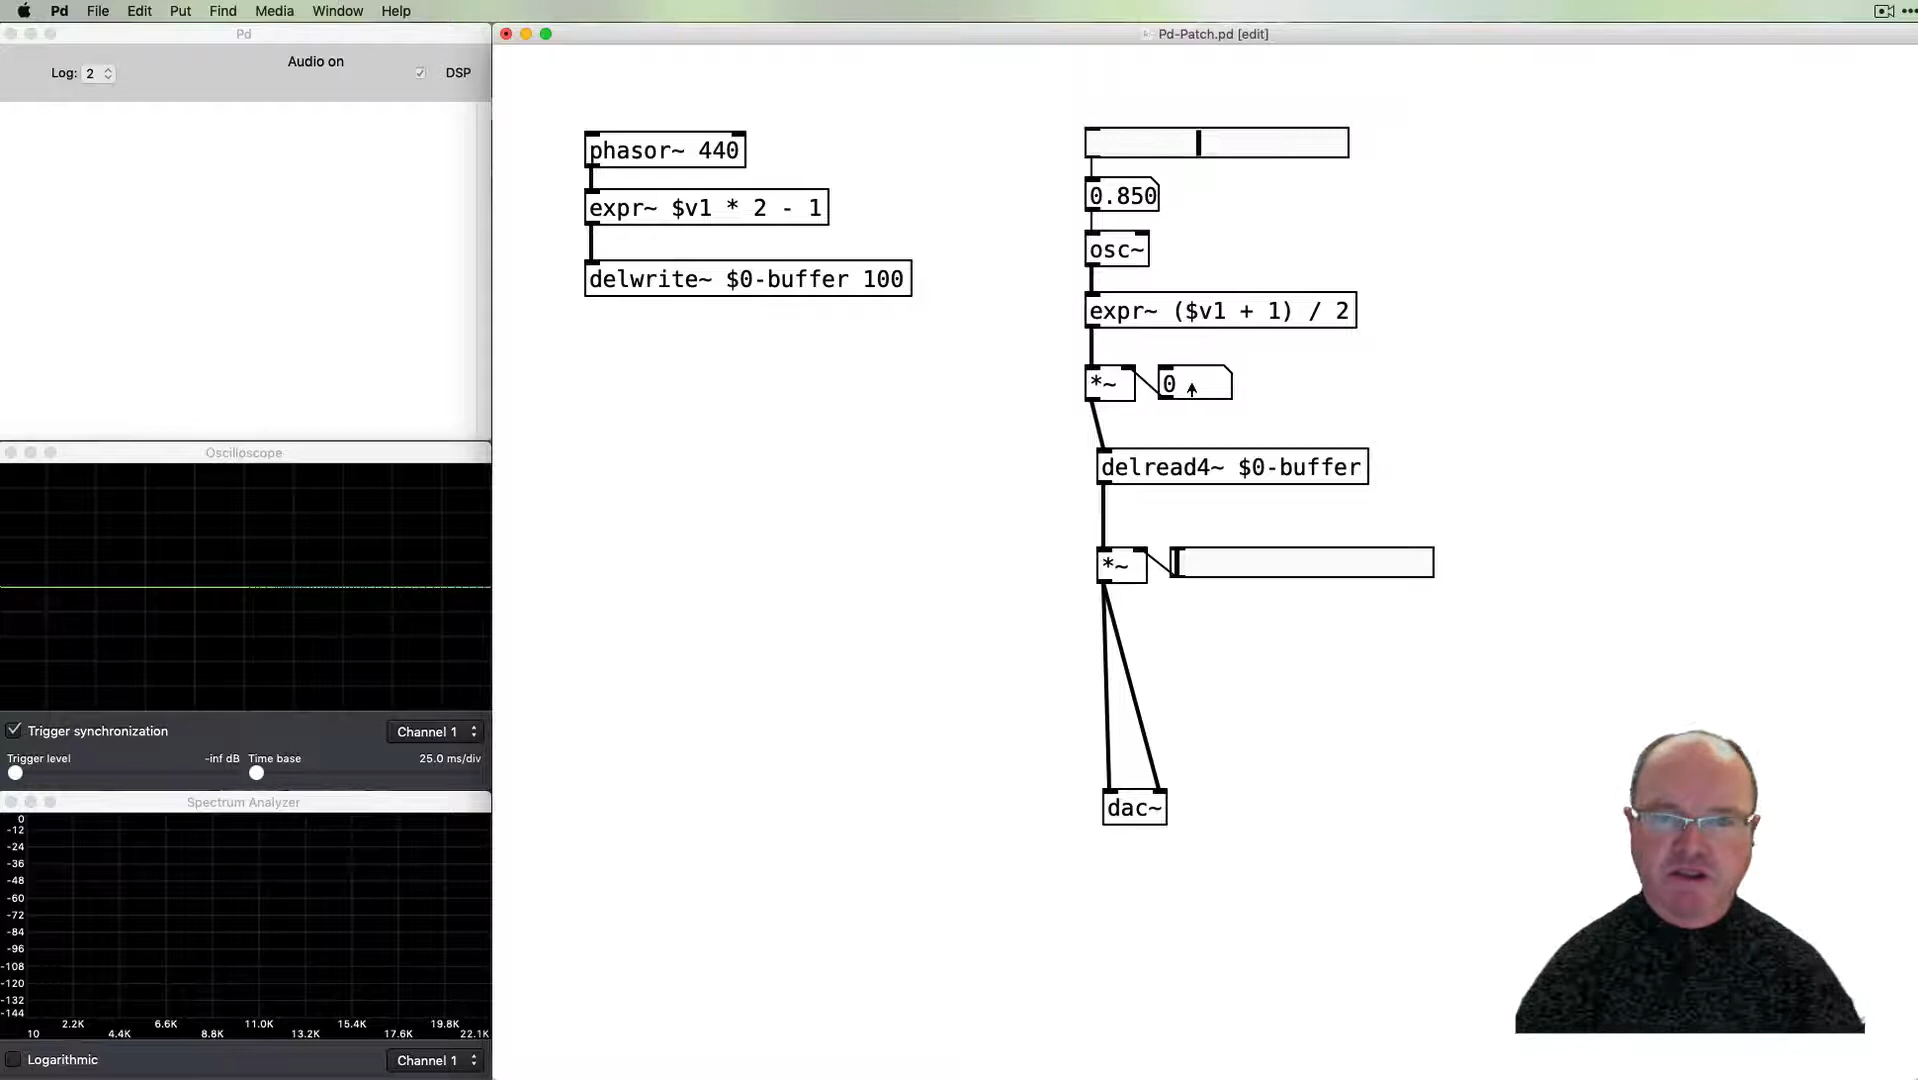 Pd File Edit Put Find Media Window Help
Pd
Audio on
Log: 2
DSP
Oscilloscope
Trigger synchronization
Channel 1
Trigger level
-inf dB
Time base
25.0 ms/div
Spectrum Analyzer
0
-12
-24
-36
-48
-60
-72
-84
-96
-108
-120
-132
-144
2.2K 6.6K 11.0K 15.4K 19.8K
10 4.4K 8.8K 13.2K 17.6K 22.1K
Logarithmic
Channel 1
Pd-Patch.pd [edit]
phasor~ 440
expr~ $v1 * 2 - 1
delwrite~ $0-buffer 100
0.850
osc~
expr~ ($v1 + 1) / 2
*~
0
delread4~ $0-buffer
*~
dac~